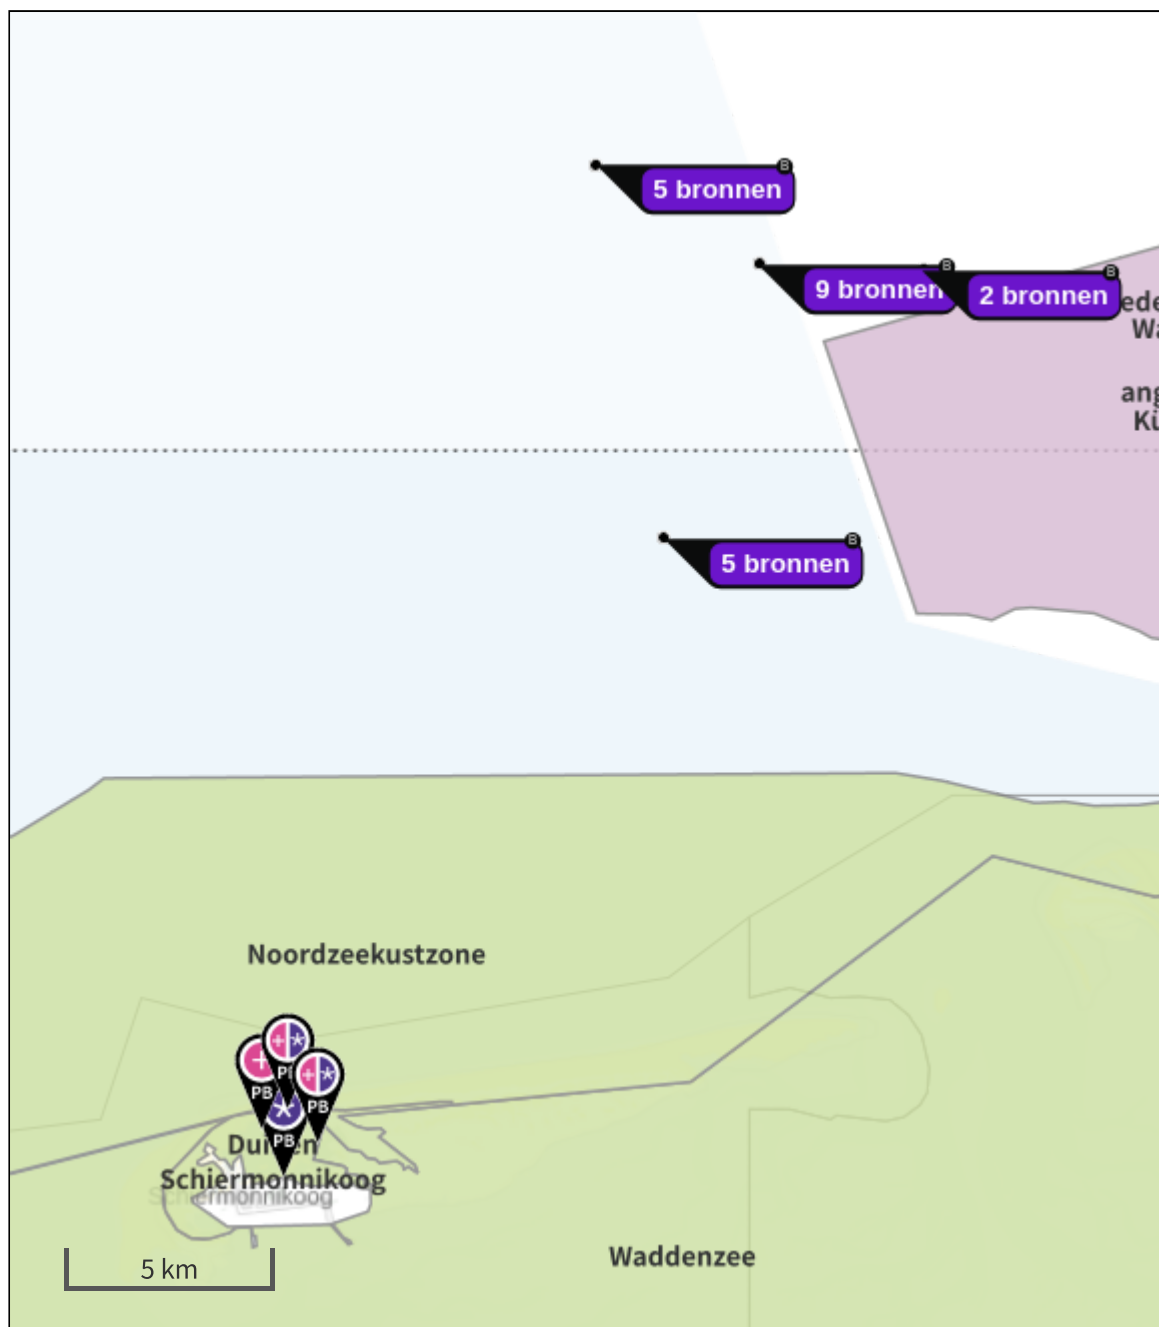 B
5 bronnen
B
9 bronnen
B
2 bronnen
B
5 bronnen
Noordzeekustzone
PB
PB
PB
Schiermonnikoog
Schiermonnikoog
5 km
Waddenzee